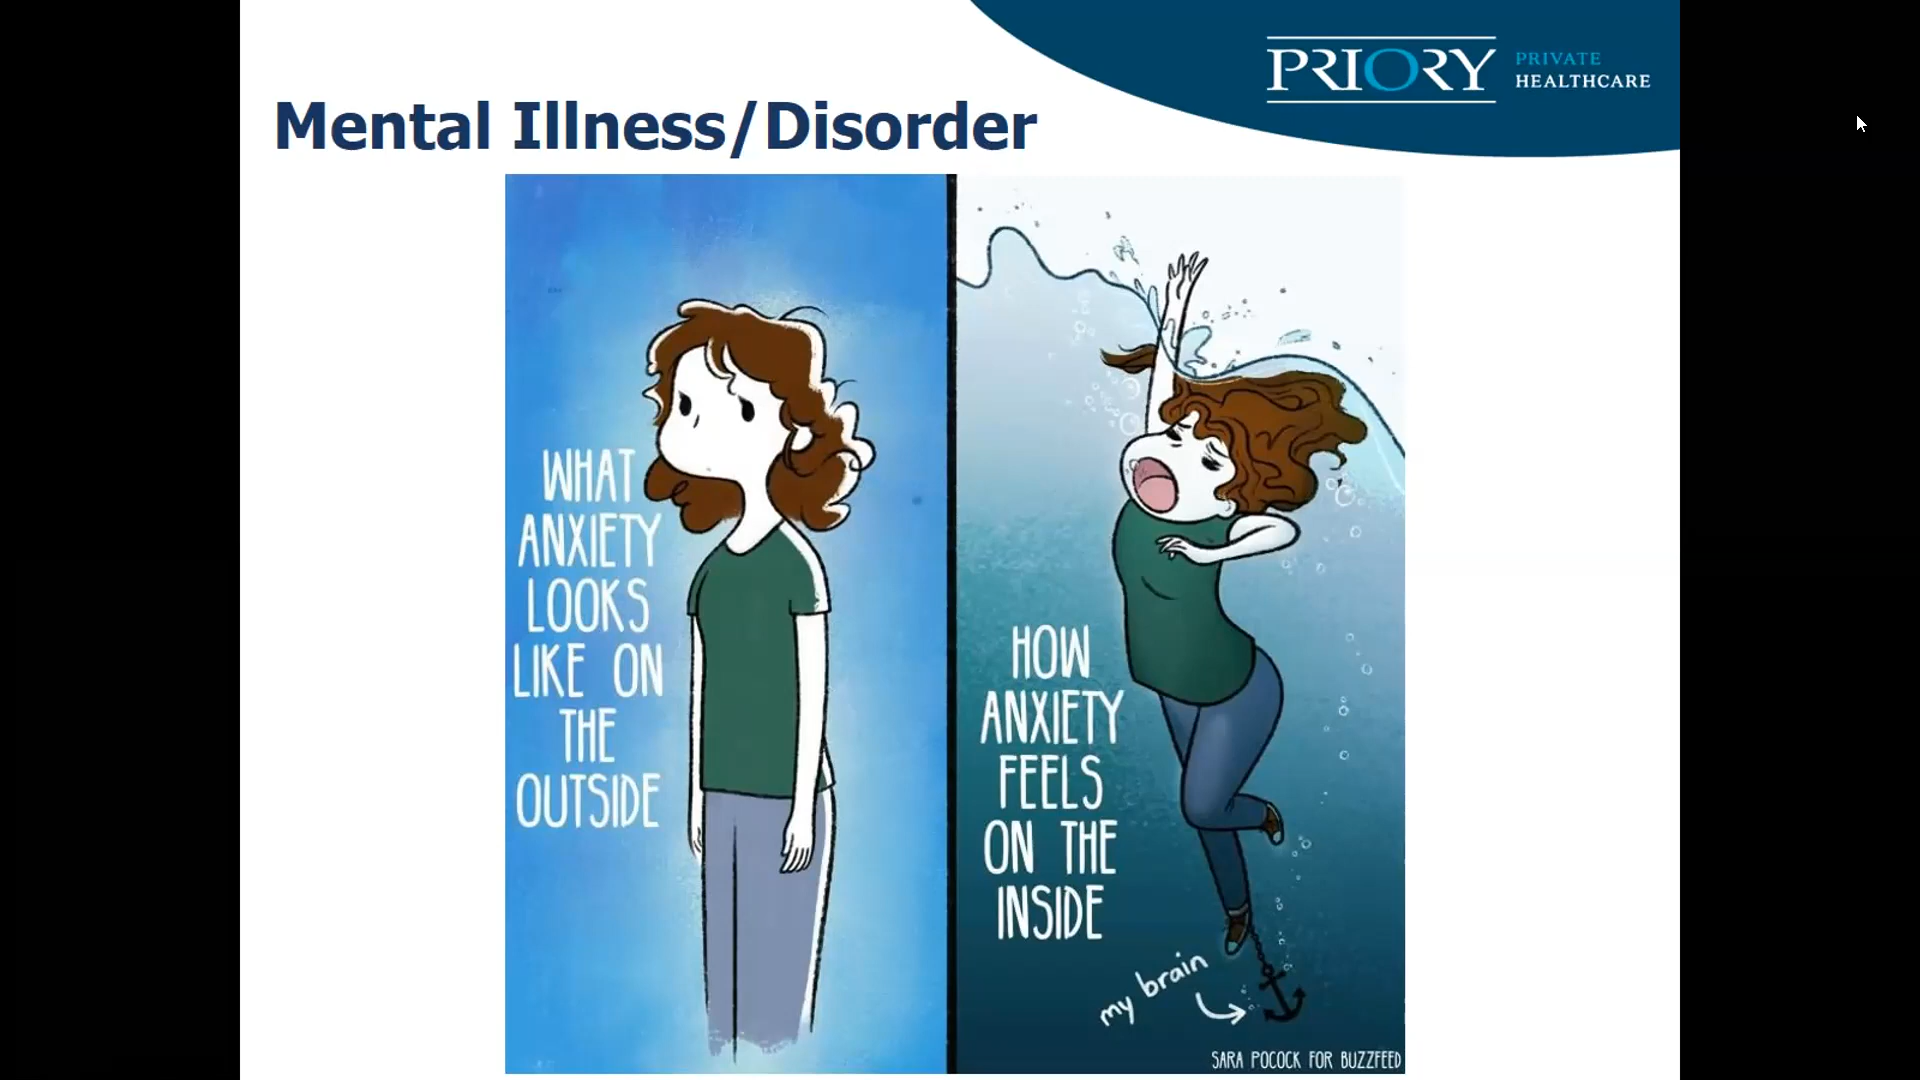 PRIORY PRIVATE
HEALTHCARE
Mental Illness/Disorder
WHAT
ANXIETY
LOOKS
LIKE ON
THE
OUTSIDE
HOW
ANXIETY
FEELS
ON THE
INSIDE
my brain
SARA POCOCK FOR BUZZFEED